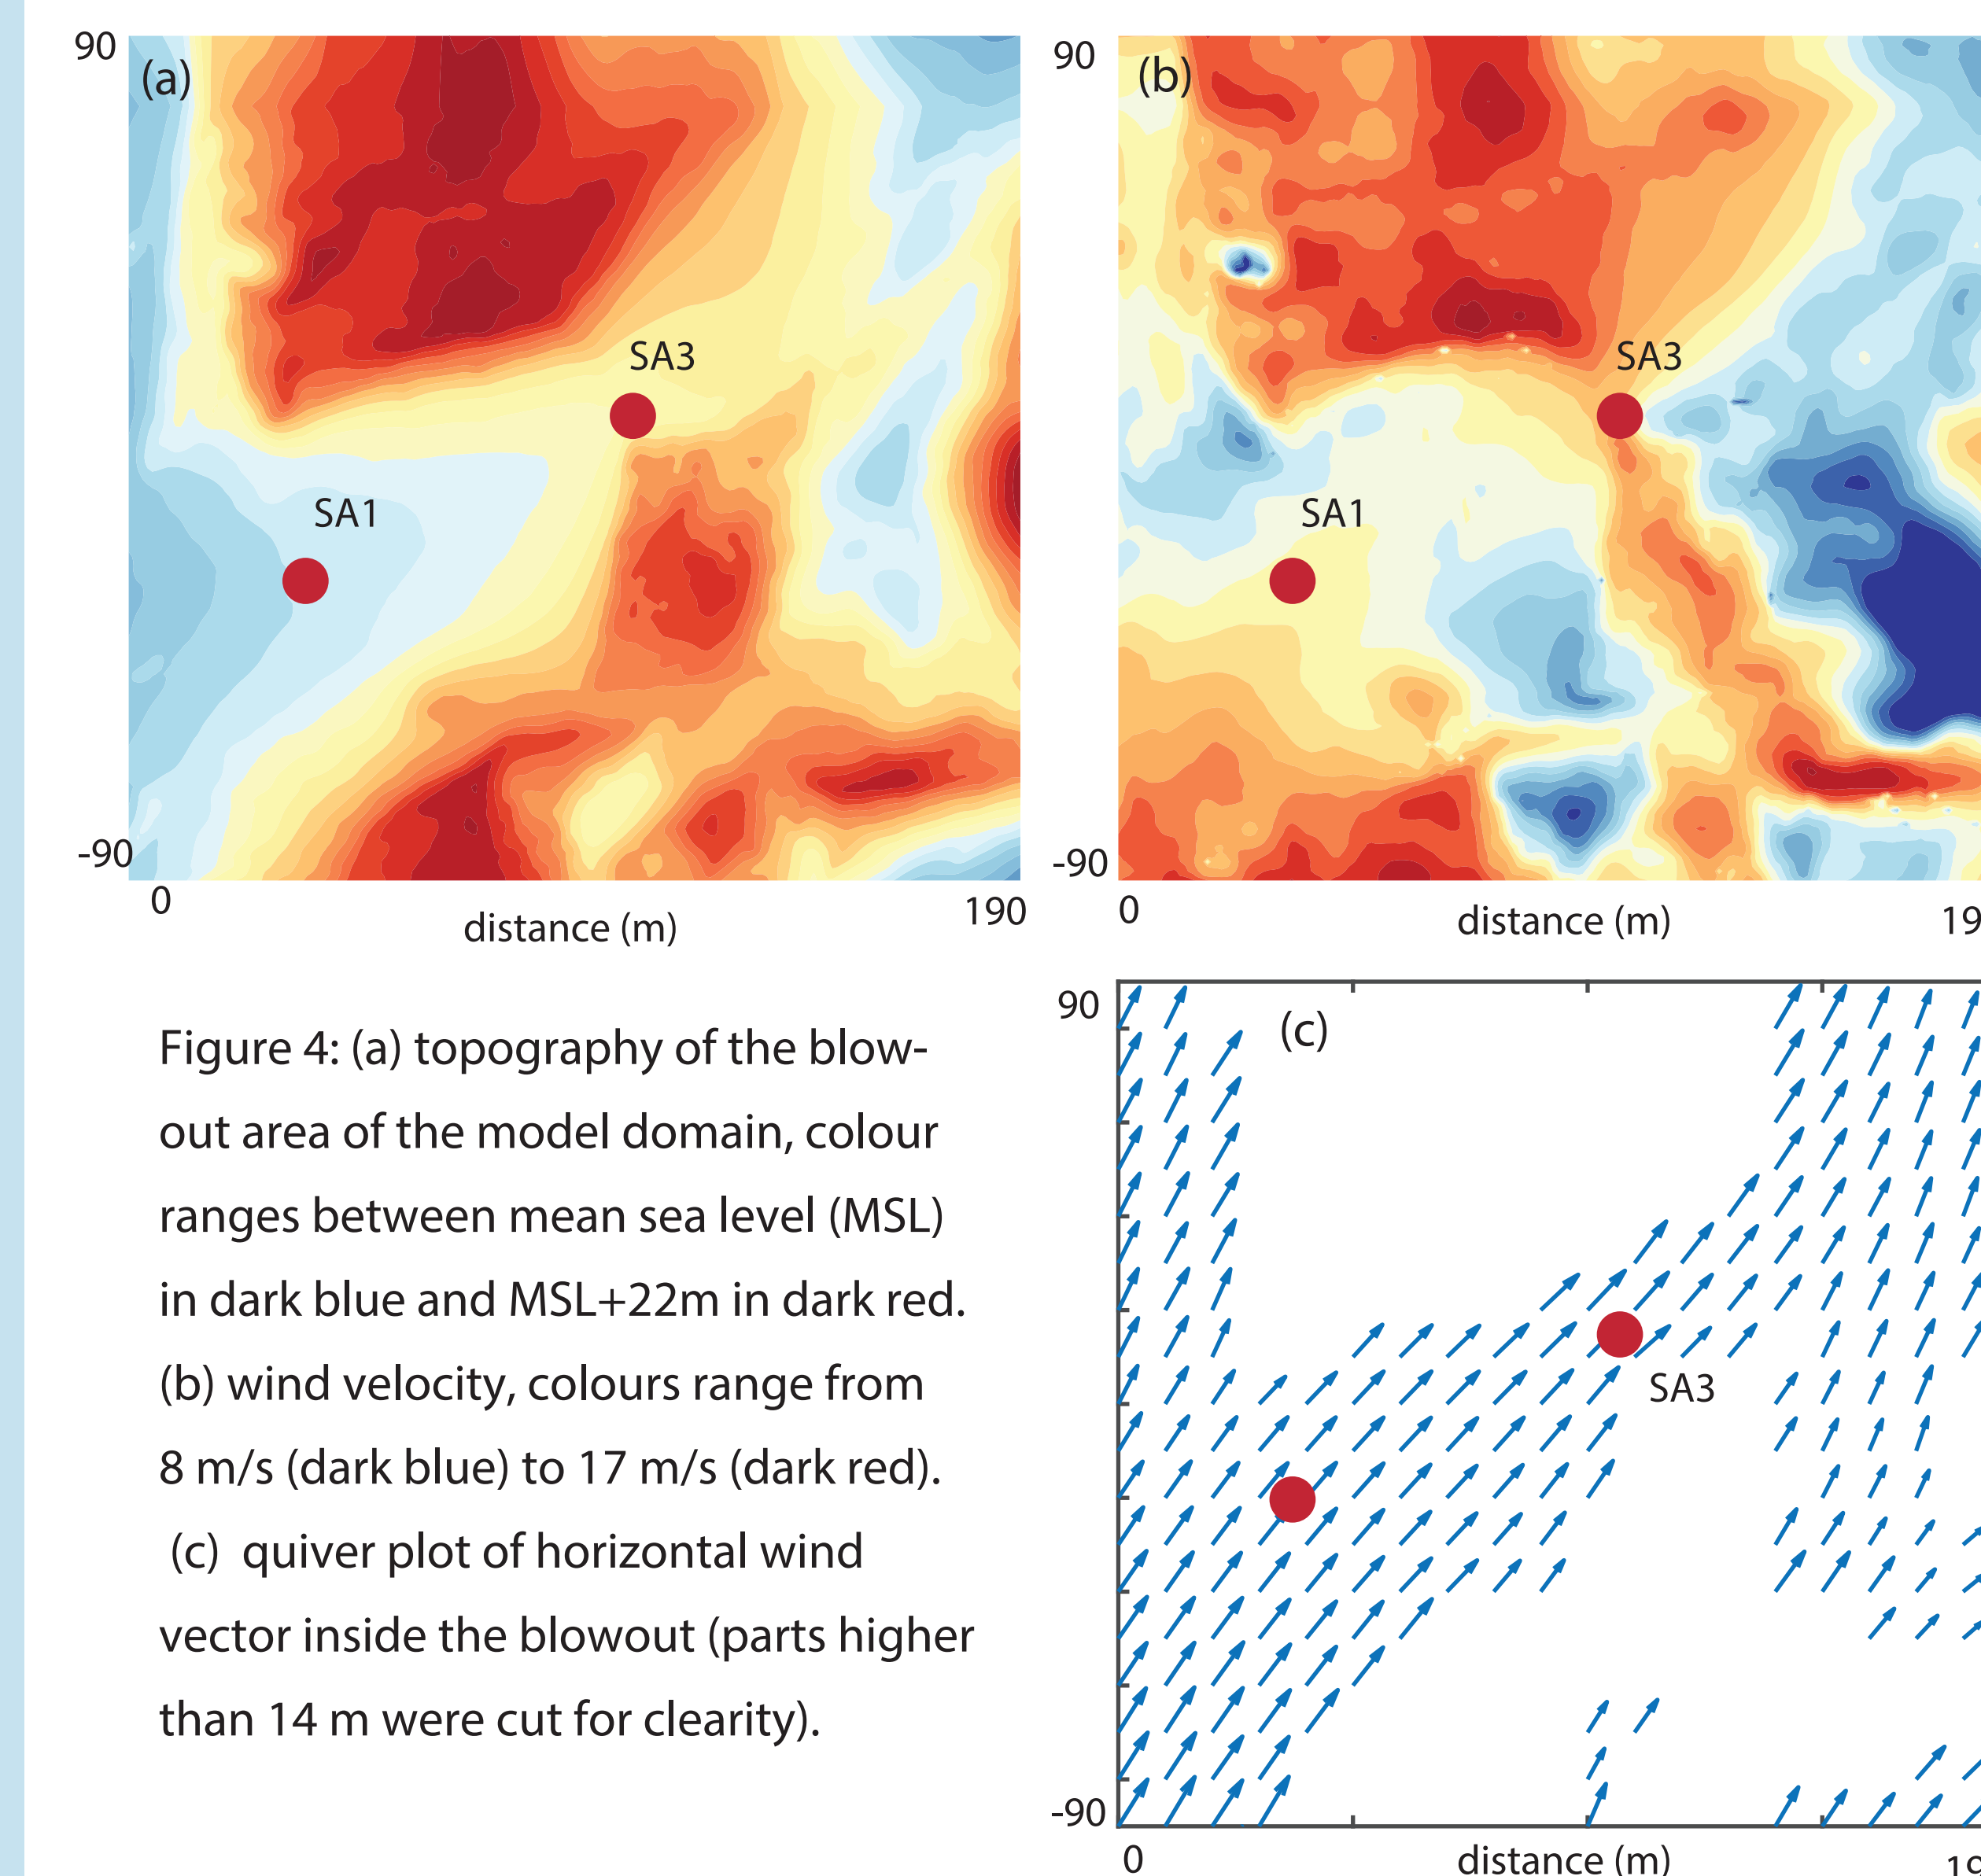 90
(a)
SA3
SA1
-90
0
distance (m)
190
90
(b)
SA3
SA1
-90
0
distance (m)
19
Figure 4: (a) topography of the blow-
out area of the model domain, colour
ranges between mean sea level (MSL)
in dark blue and MSL+22m in dark red.
(b) wind velocity, colours range from
8 m/s (dark blue) to 17 m/s (dark red).
(c) quiver plot of horizontal wind
vector inside the blowout (parts higher
than 14 m were cut for clearity).
90
(c)
SA3
-90
0
distance (m)
19